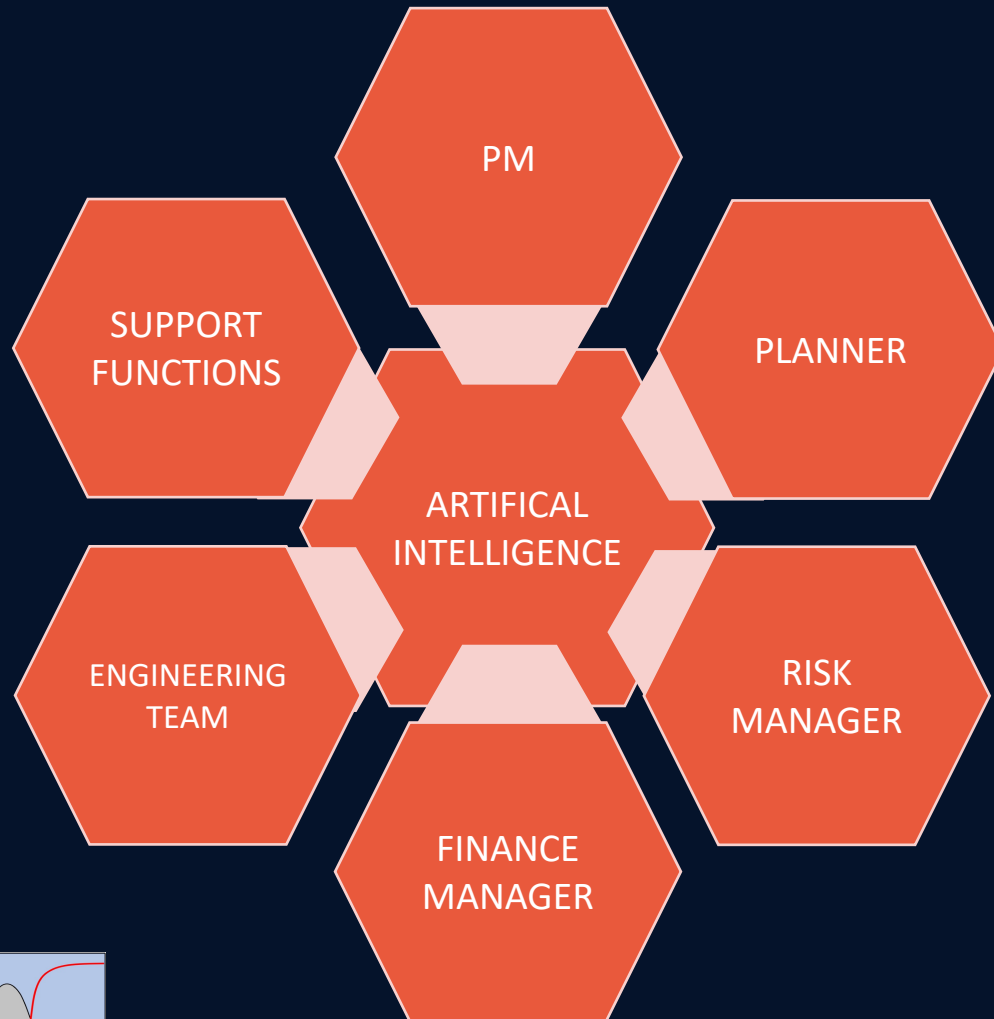 PM
SUPPORT
FUNCTIONS
PLANNER
ARTIFICAL
INTELLIGENCE
ENGINEERING
TEAM
RISK
MANAGER
FINANCE
MANAGER